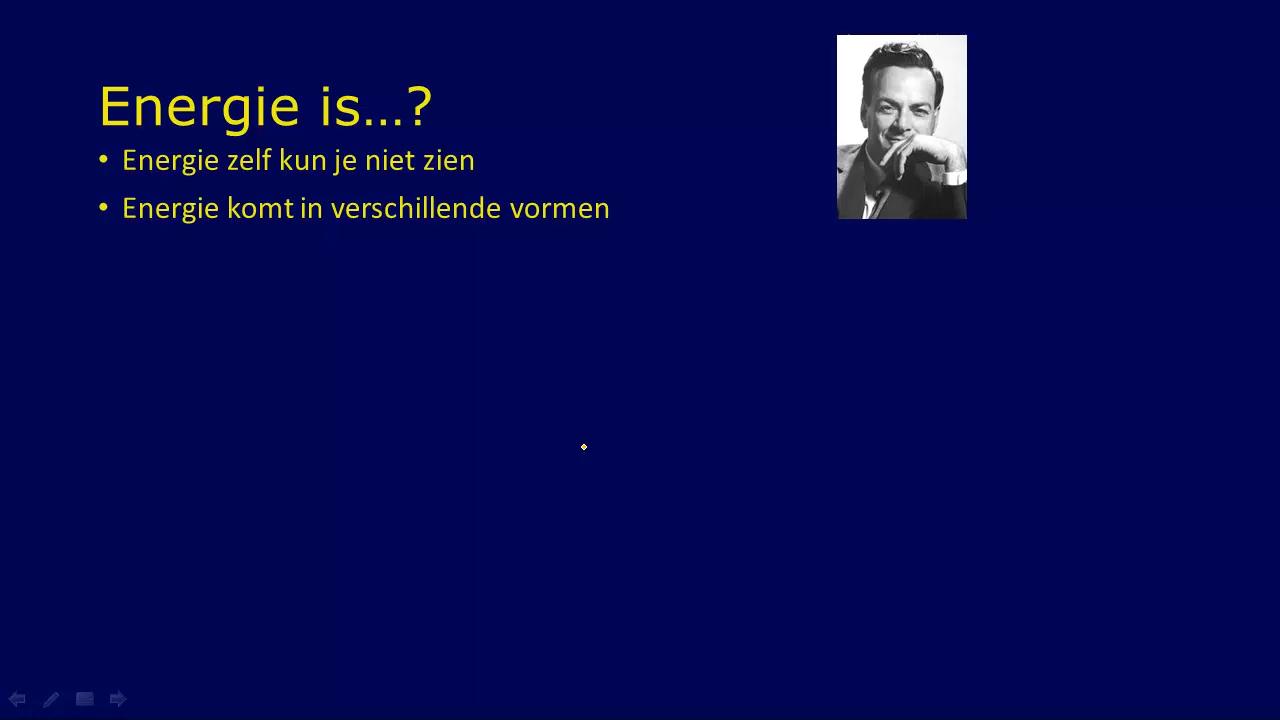 Energie is...?
• Energie zelf kun je niet zien
• Energie komt in verschillende vormen